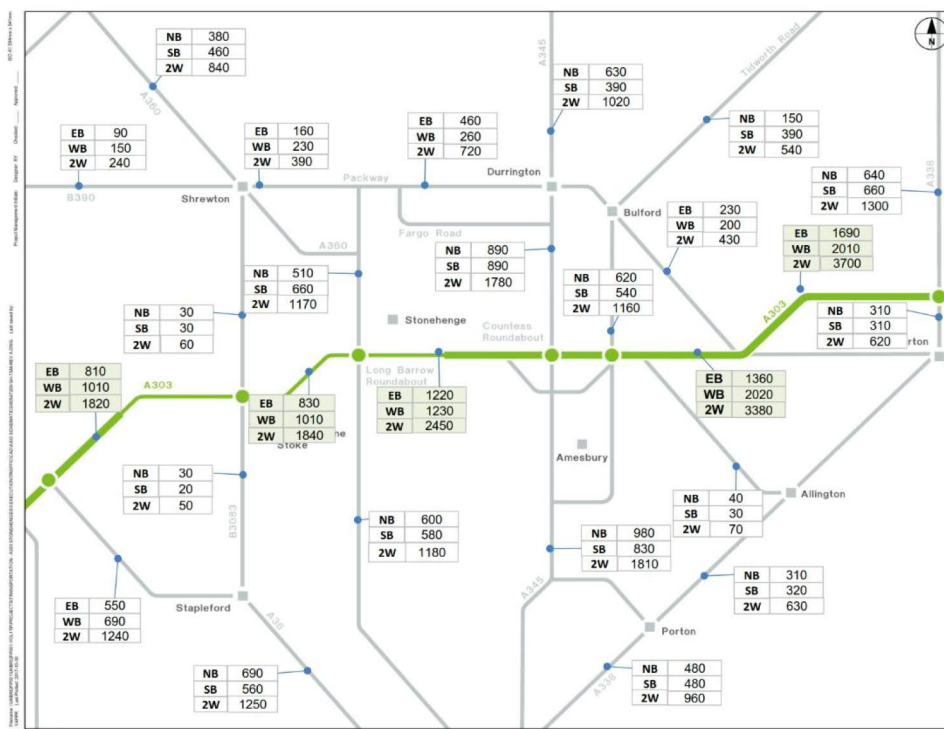 NB 380
SB 460
2W 840
A345
Tidworth Road
N
NB 630
SB 390
2W 1020
A360
EB 90
WB 150
2W 240
EB 160
WB 230
2W 390
EB 460
WB 260
2W 720
NB 150
SB 390
2W 540
A338
Durrington
NB 640
SB 660
2W 1300
Packway
B390
Shrewton
Bulford
EB 230
WB 200
2W 430
Fargo Road
A360
EB 1690
WB 2010
2W 3700
NB 890
SB 890
2W 1780
NB 510
SB 660
2W 1170
NB 620
SB 540
2W 1160
NB 30
SB 30
2W 60
Stonehenge
Countess
Roundabout
A303
NB 310
SB 310
2W 620
erton
EB 810
WB 1010
2W 1820
A303
Long Barrow
Roundabout
EB 1360
WB 2020
2W 3380
EB 1220
WB 1230
2W 2450
EB 830
WB 1010
2W 1840
ne
Stoke
Amesbury
NB 30
SB 20
2W 50
NB 40
SB 30
2W 70
Allington
B3083
NB 600
SB 580
2W 1180
NB 980
SB 830
2W 1810
NB 310
SB 320
2W 630
A345
EB 550
WB 690
2W 1240
Stapleford
A36
Porton
NB 690
SB 560
2W 1250
A338
NB 480
SB 480
2W 960